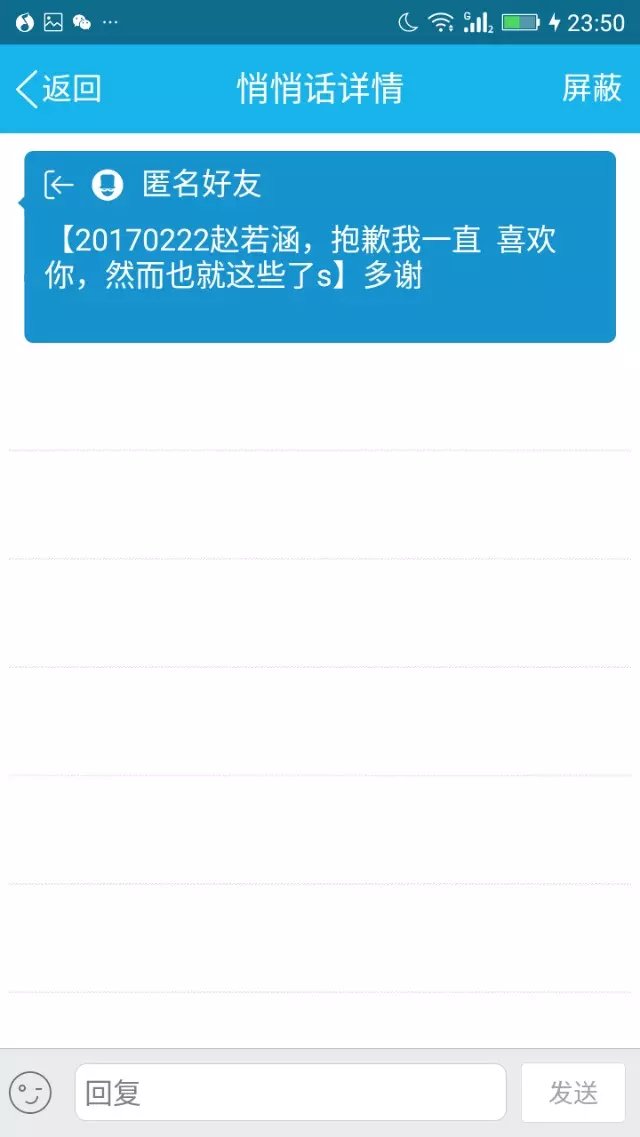 23:50
返回 悄悄话详情 屏蔽
匿名好友
【20170222赵若涵，抱歉我一直 喜欢
你，然而也就这些了s】多谢
回复 发送